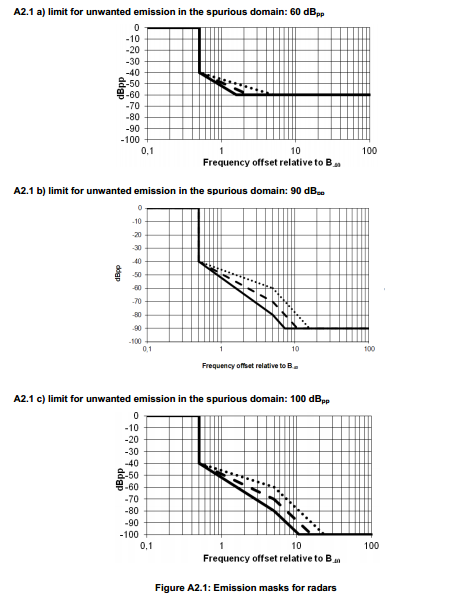 A2.1 a) limit for unwanted emission in the spurious domain: 60 dBpp
0
-10
-20
-30
-40
-50
-60
-70
-80
-90
-100
dBpp
0,1 1 10 100
Frequency offset relative to B-40
A2.1 b) limit for unwanted emission in the spurious domain: 90 dBpp
0
-10
-20
-30
-40
-50
-60
-70
-80
-90
-100
dBpp
0,1 1 10 100
Frequency offset relative to B-40
A2.1 c) limit for unwanted emission in the spurious domain: 100 dBpp
0
-10
-20
-30
-40
-50
-60
-70
-80
-90
-100
dBpp
0,1 1 10 100
Frequency offset relative to B-40
Figure A2.1: Emission masks for radars